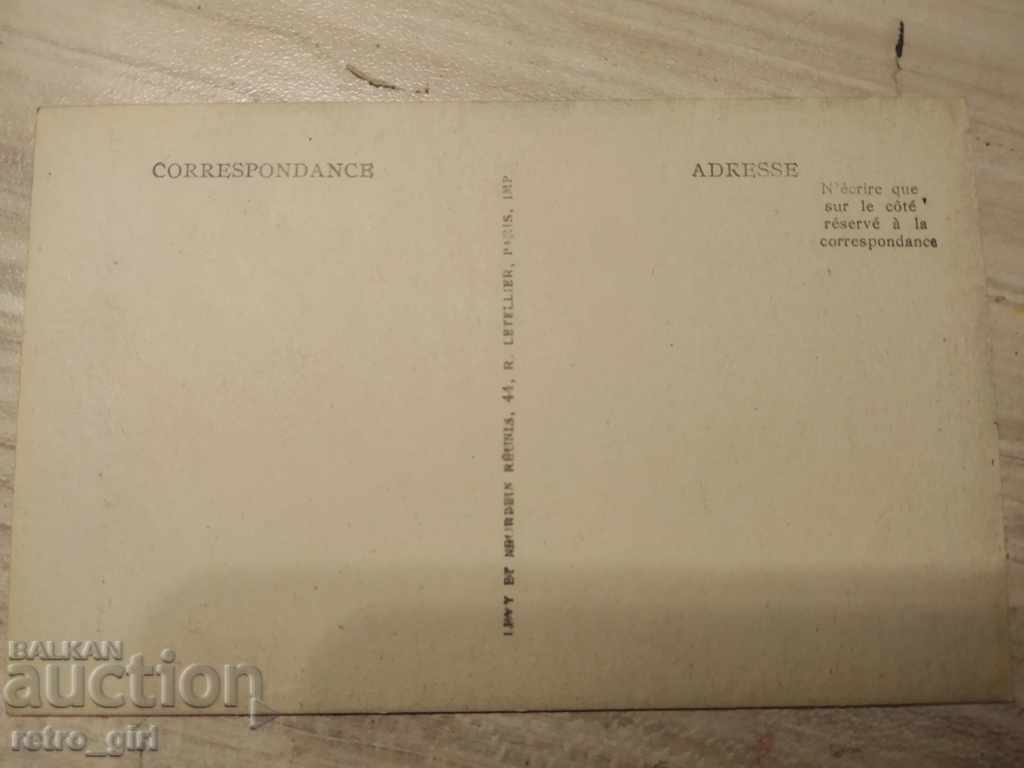 CORRESPONDANCE
ADRESSE
N'écrire que
sur le côté
réservé à la
correspondance
LEVY ET NEURDEIN RÉUNIS, 44, R. LETELLIER, PARIS, IMP
BALKAN
auction
retro_girl